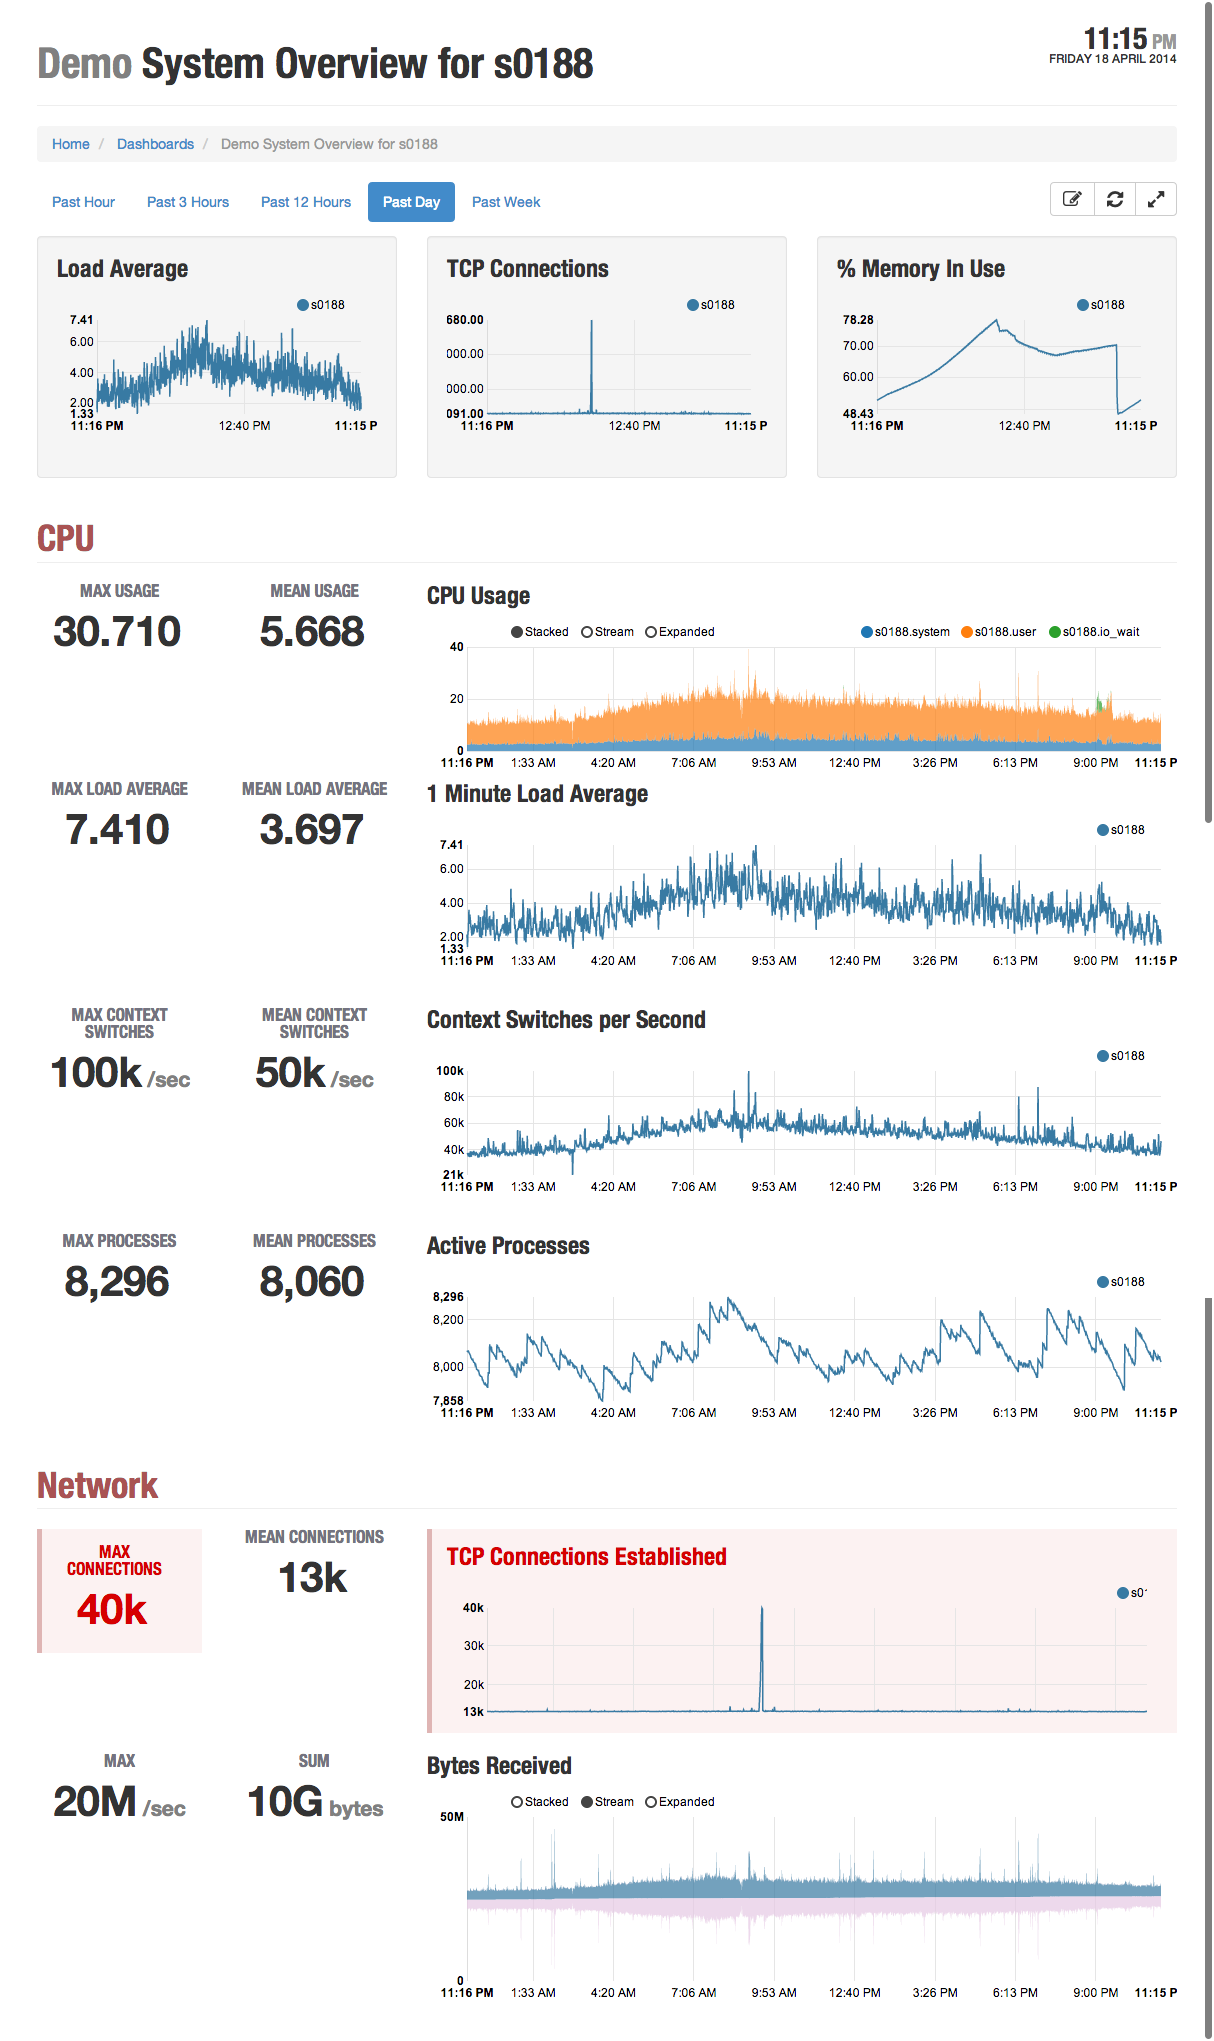 Demo System Overview for s0188
11:15 PM
FRIDAY 18 APRIL 2014
Home / Dashboards / Demo System Overview for s0188
Past Hour Past 3 Hours Past 12 Hours Past Day Past Week
Load Average
s0188
7.41
6.00
4.00
2.00
1.33
11:16 PM 12:40 PM 11:15 P
TCP Connections
s0188
680.00
000.00
000.00
091.00
11:16 PM 12:40 PM 11:15 P
% Memory In Use
s0188
78.28
70.00
60.00
48.43
11:16 PM 12:40 PM 11:15 P
CPU
MAX USAGE
30.710
MEAN USAGE
5.668
CPU Usage
Stacked Stream Expanded s0188.system s0188.user s0188.io_wait
40
20
0
11:16 PM 1:33 AM 4:20 AM 7:06 AM 9:53 AM 12:40 PM 3:26 PM 6:13 PM 9:00 PM 11:15 P
MAX LOAD AVERAGE
7.410
MEAN LOAD AVERAGE
3.697
1 Minute Load Average
s0188
7.41
6.00
4.00
2.00
1.33
11:16 PM 1:33 AM 4:20 AM 7:06 AM 9:53 AM 12:40 PM 3:26 PM 6:13 PM 9:00 PM 11:15 P
MAX CONTEXT
SWITCHES
100k /sec
MEAN CONTEXT
SWITCHES
50k /sec
Context Switches per Second
s0188
100k
80k
60k
40k
21k
11:16 PM 1:33 AM 4:20 AM 7:06 AM 9:53 AM 12:40 PM 3:26 PM 6:13 PM 9:00 PM 11:15 P
MAX PROCESSES
8,296
MEAN PROCESSES
8,060
Active Processes
s0188
8,296
8,200
8,000
7,858
11:16 PM 1:33 AM 4:20 AM 7:06 AM 9:53 AM 12:40 PM 3:26 PM 6:13 PM 9:00 PM 11:15 P
Network
MAX
CONNECTIONS
40k
MEAN CONNECTIONS
13k
TCP Connections Established
s01
40k
30k
20k
13k
MAX
20M /sec
SUM
10G bytes
Bytes Received
Stacked Stream Expanded
50M
0
11:16 PM 1:33 AM 4:20 AM 7:06 AM 9:53 AM 12:40 PM 3:26 PM 6:13 PM 9:00 PM 11:15 P